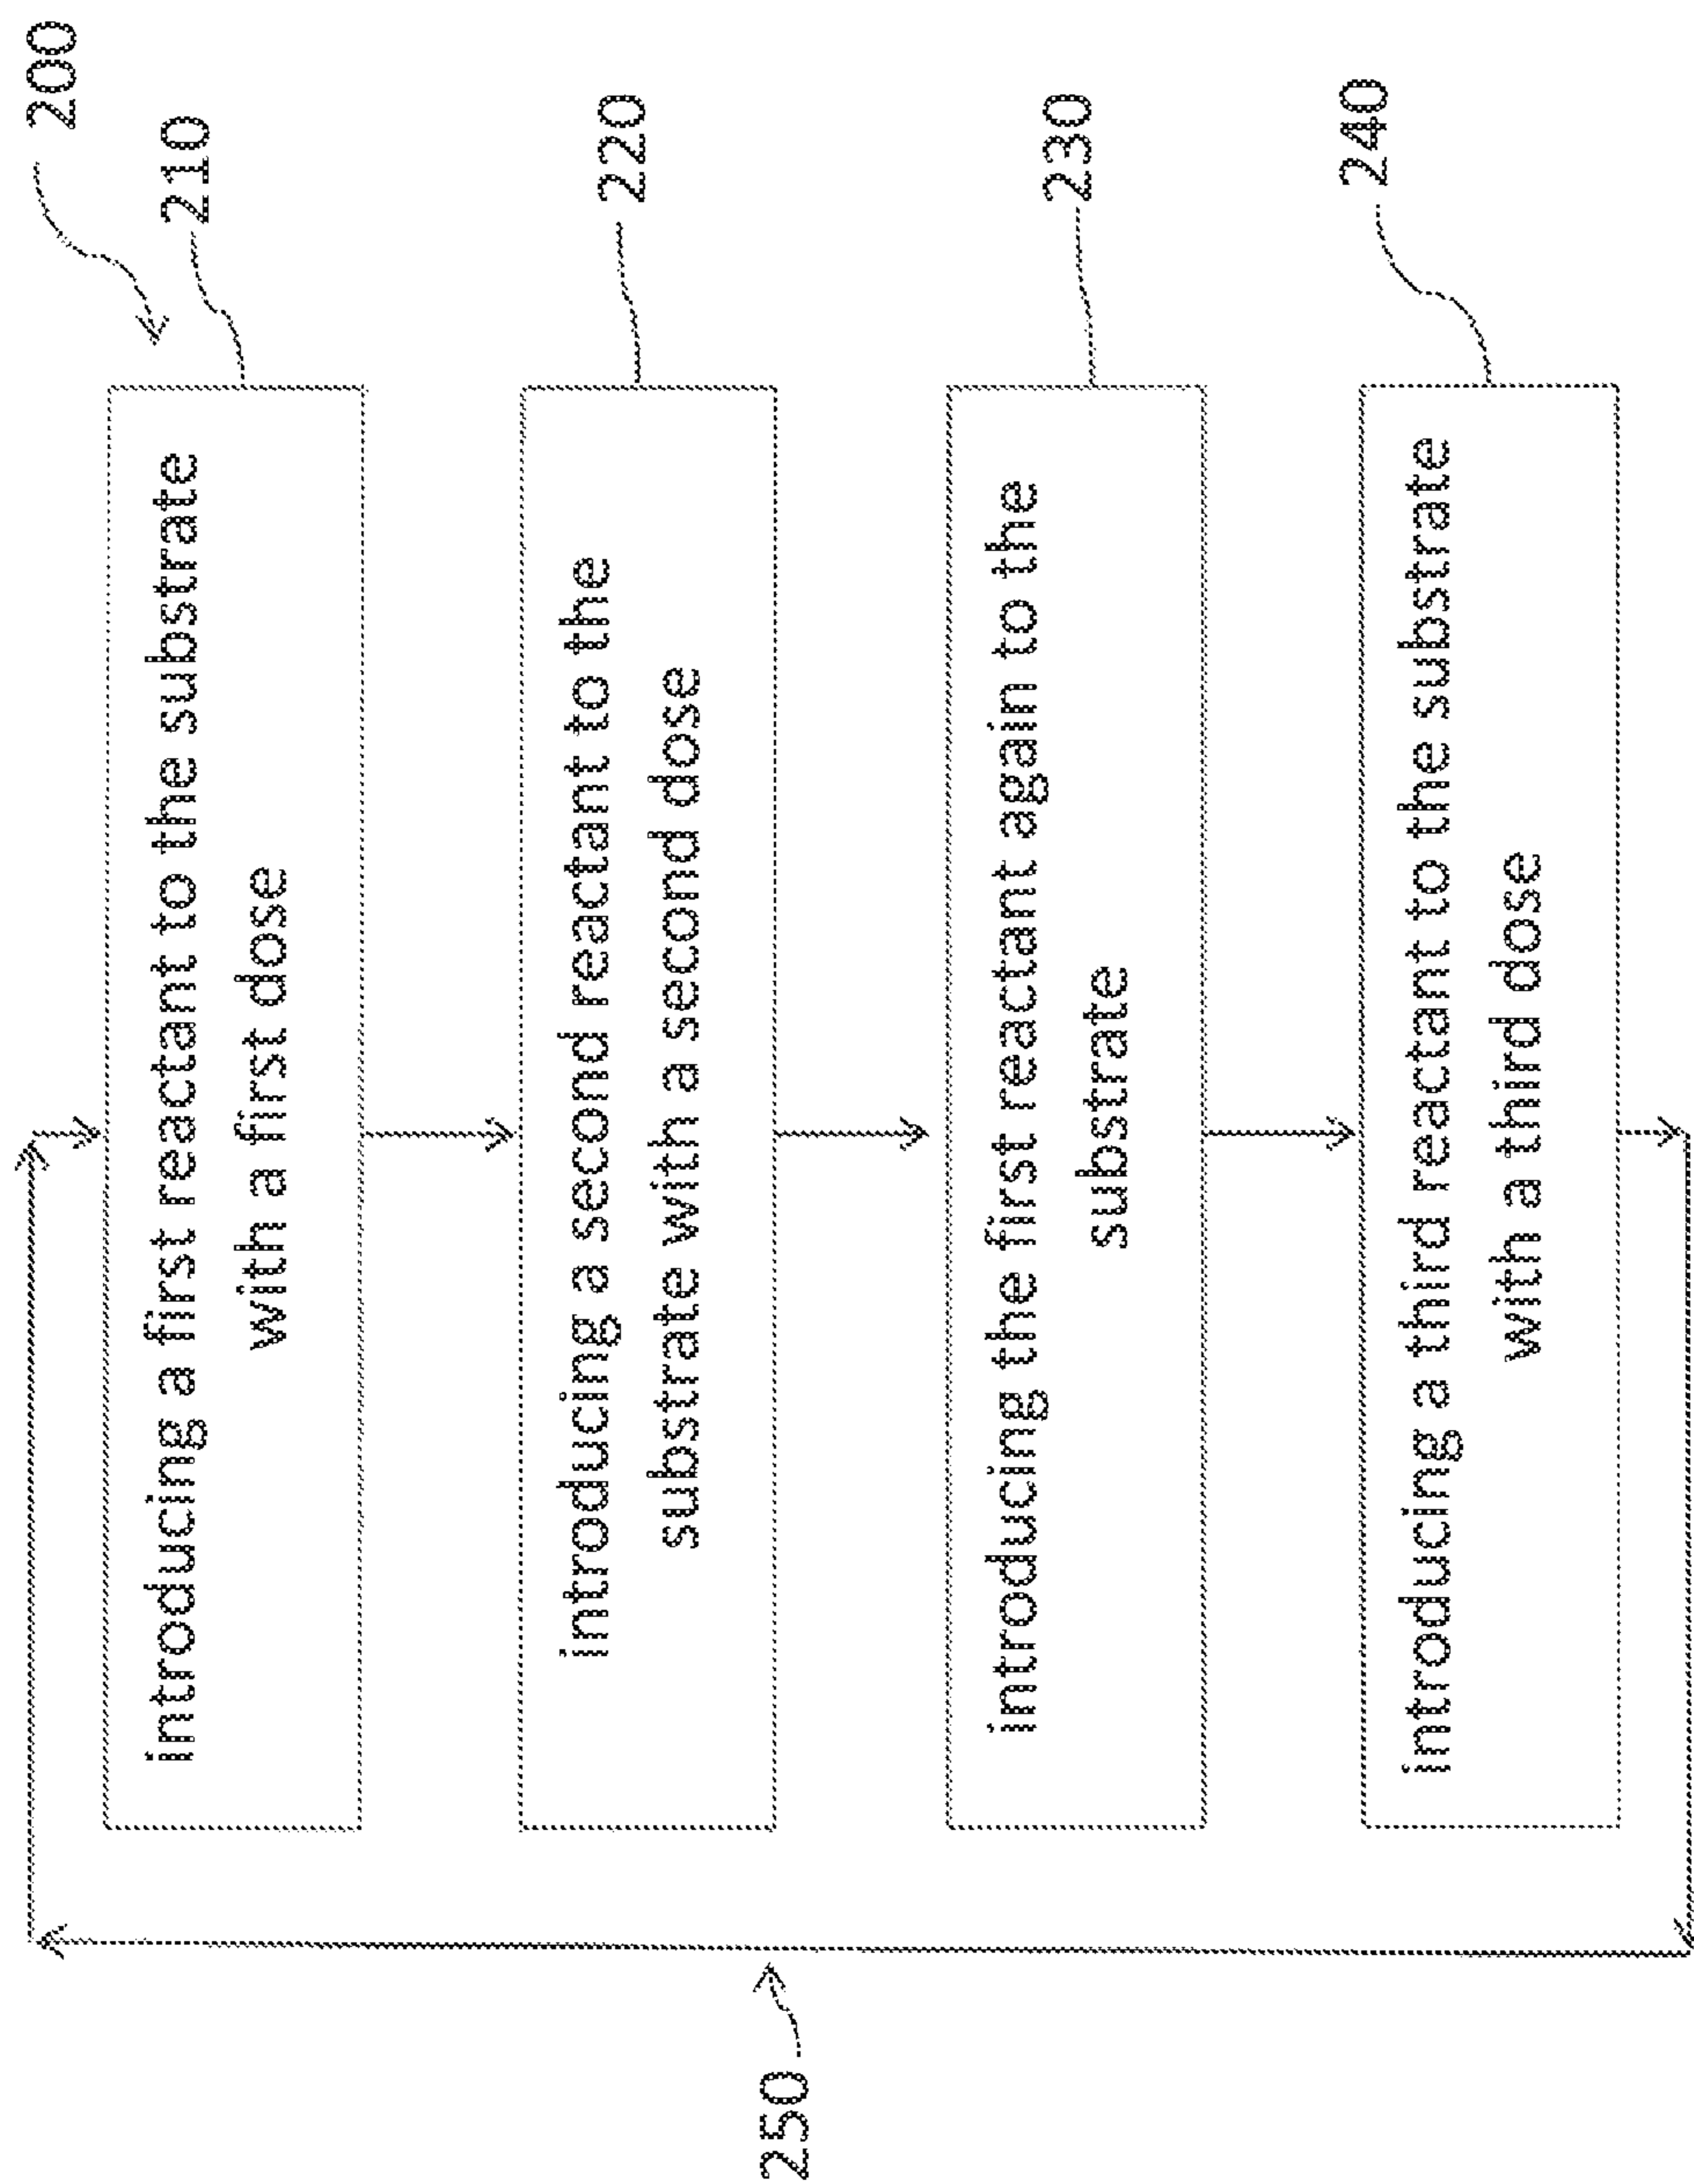 200
210
introducing a first reactant to the substrate
with a first dose
220
introducing a second reactant to the
substrate with a second dose
230
introducing the first reactant again to the
substrate
240
introducing a third reactant to the substrate
with a third dose
250